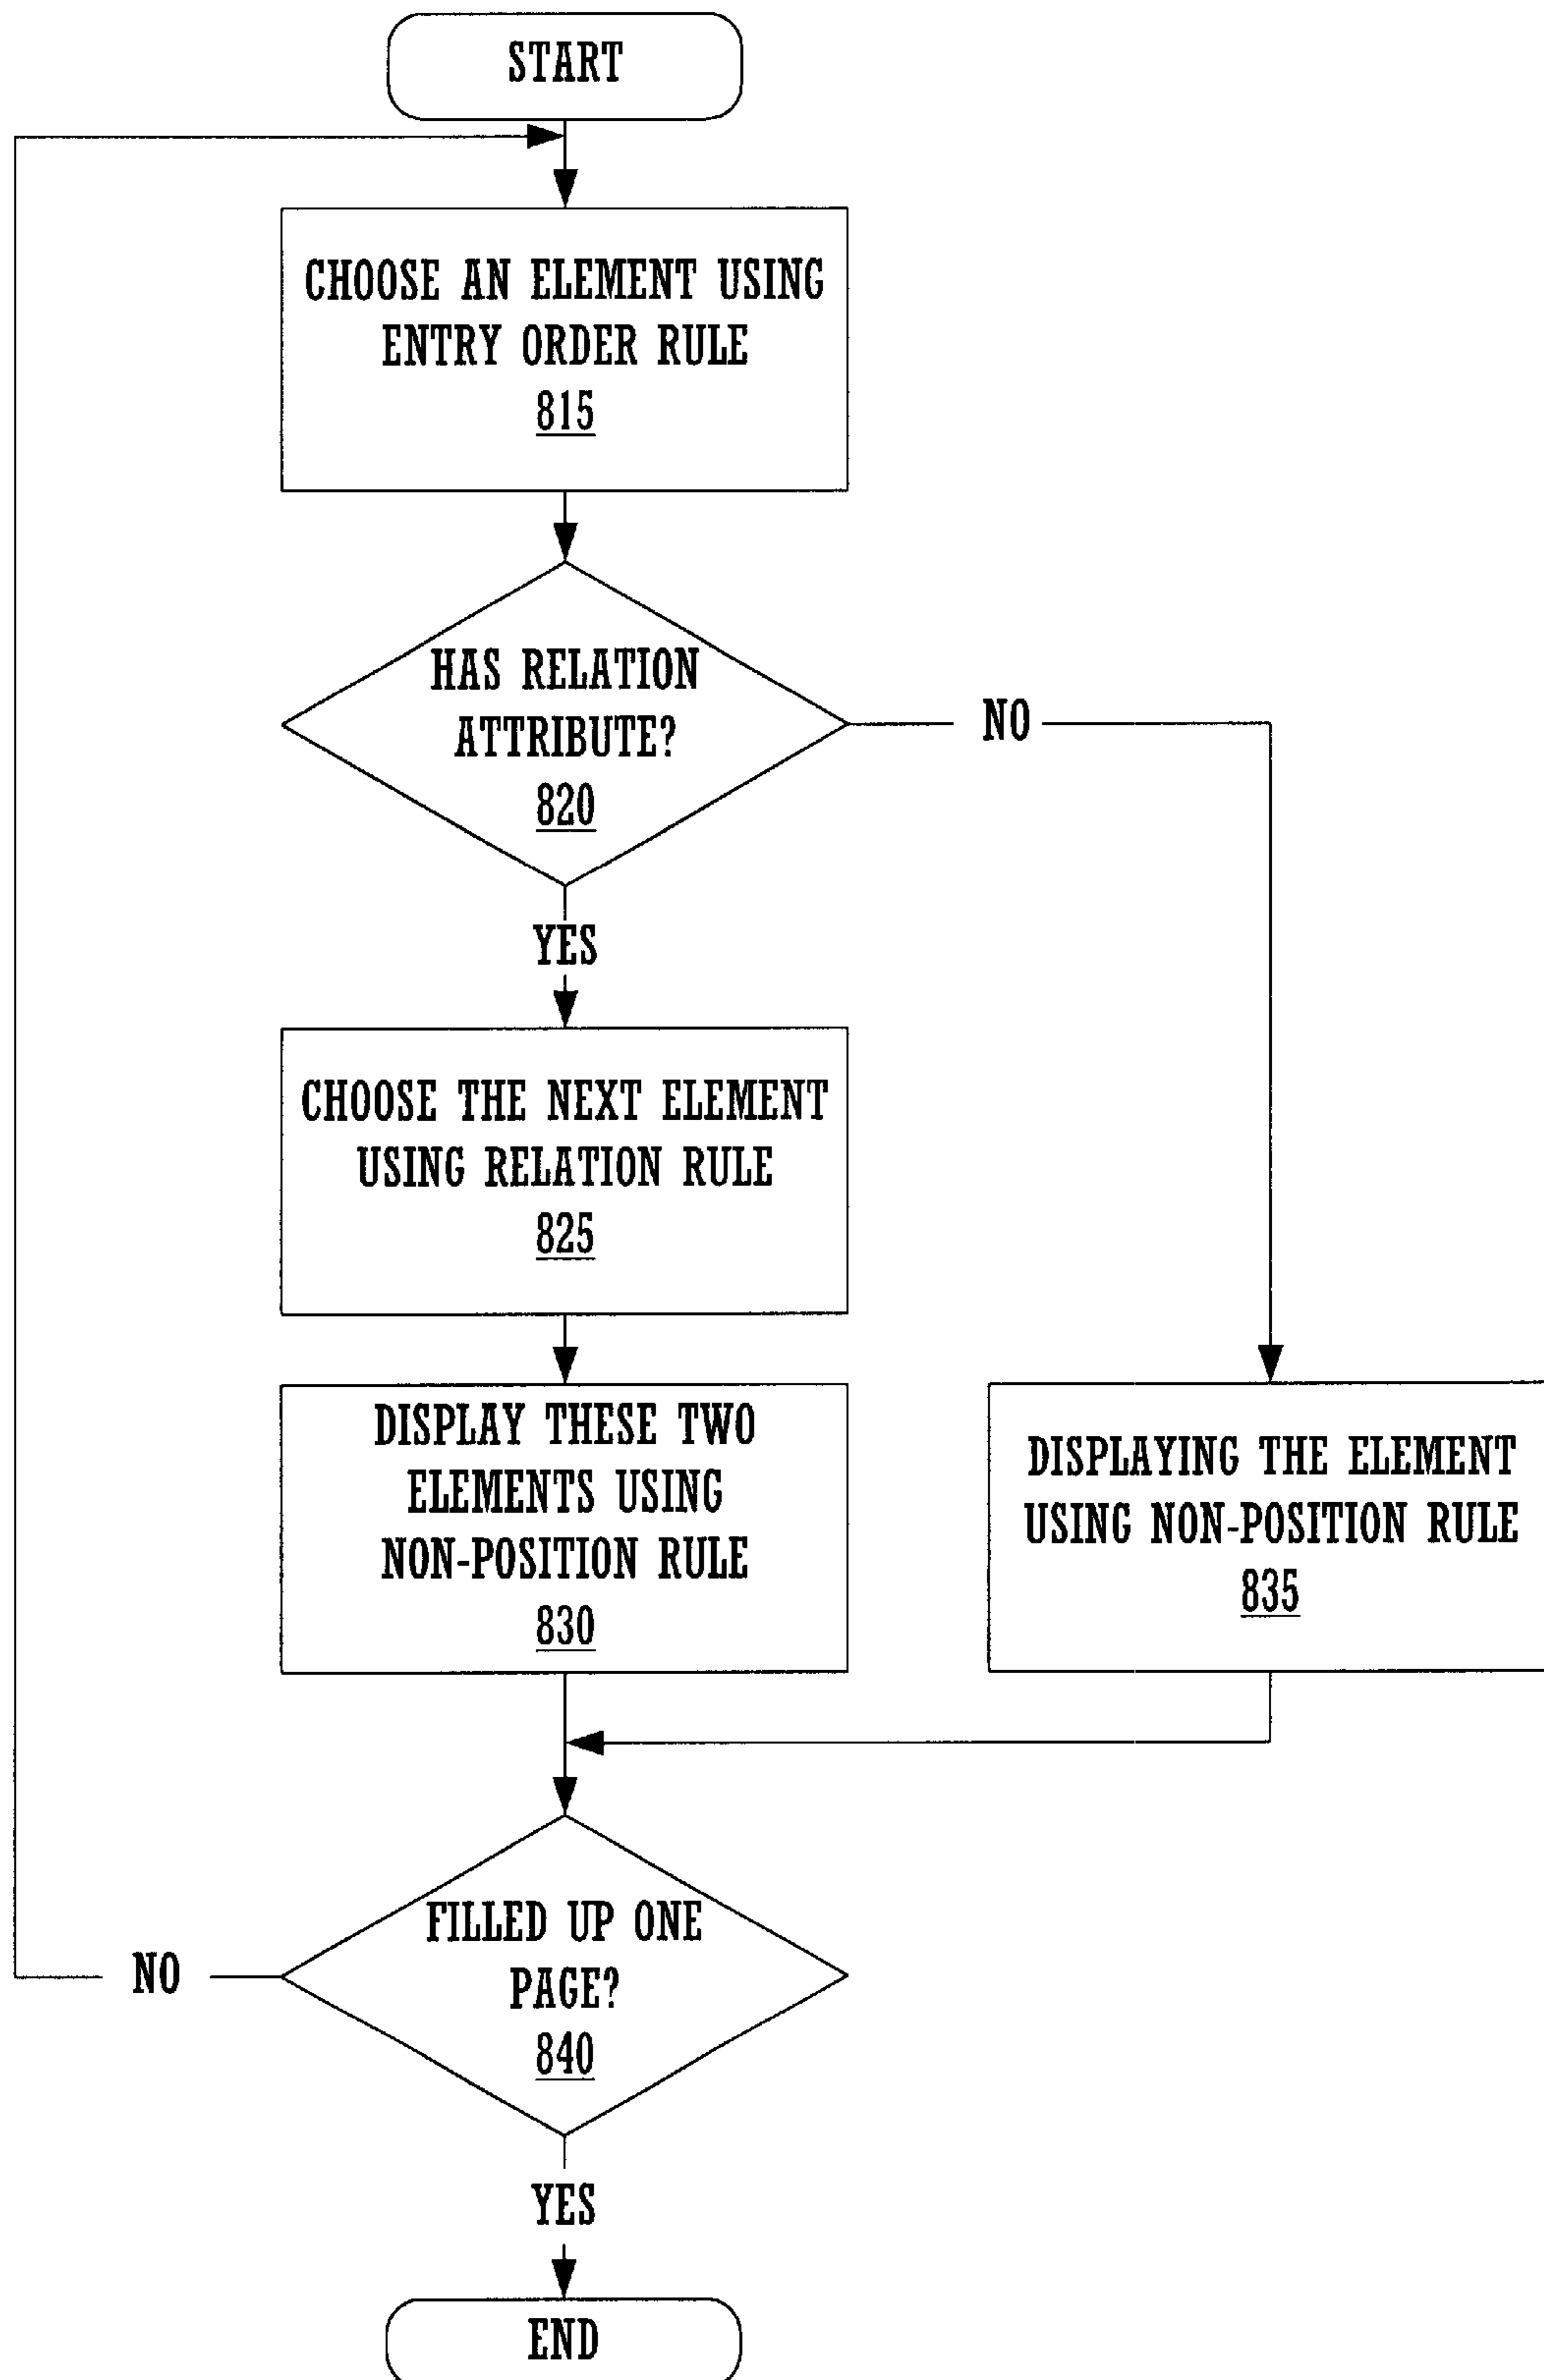 START
CHOOSE AN ELEMENT USING
ENTRY ORDER RULE
815
HAS RELATION
ATTRIBUTE?
820
NO
YES
CHOOSE THE NEXT ELEMENT
USING RELATION RULE
825
DISPLAY THESE TWO
ELEMENTS USING
NON-POSITION RULE
830
DISPLAYING THE ELEMENT
USING NON-POSITION RULE
835
FILLED UP ONE
PAGE?
840
NO
YES
END